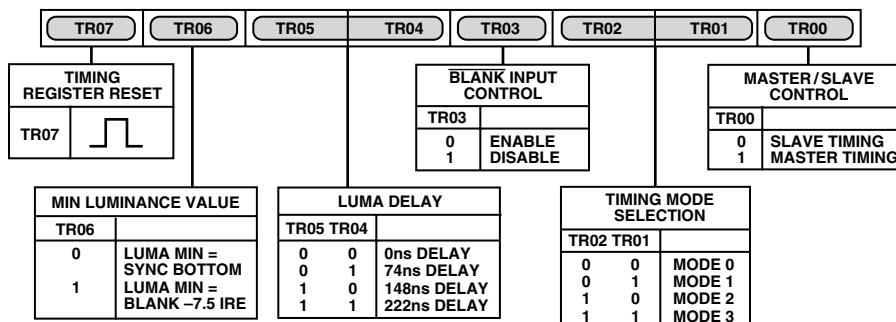 TR07 TR06 TR05 TR04 TR03 TR02 TR01 TR00
TIMING
REGISTER RESET
TR07
BLANK INPUT
CONTROL
TR03
0 ENABLE
1 DISABLE
MASTER/SLAVE
CONTROL
TR00
0 SLAVE TIMING
1 MASTER TIMING
MIN LUMINANCE VALUE
TR06
0 LUMA MIN =
SYNC BOTTOM
1 LUMA MIN =
BLANK –7.5 IRE
LUMA DELAY
TR05 TR04
0 0 0ns DELAY
0 1 74ns DELAY
1 0 148ns DELAY
1 1 222ns DELAY
TIMING MODE
SELECTION
TR02 TR01
0 0 MODE 0
0 1 MODE 1
1 0 MODE 2
1 1 MODE 3